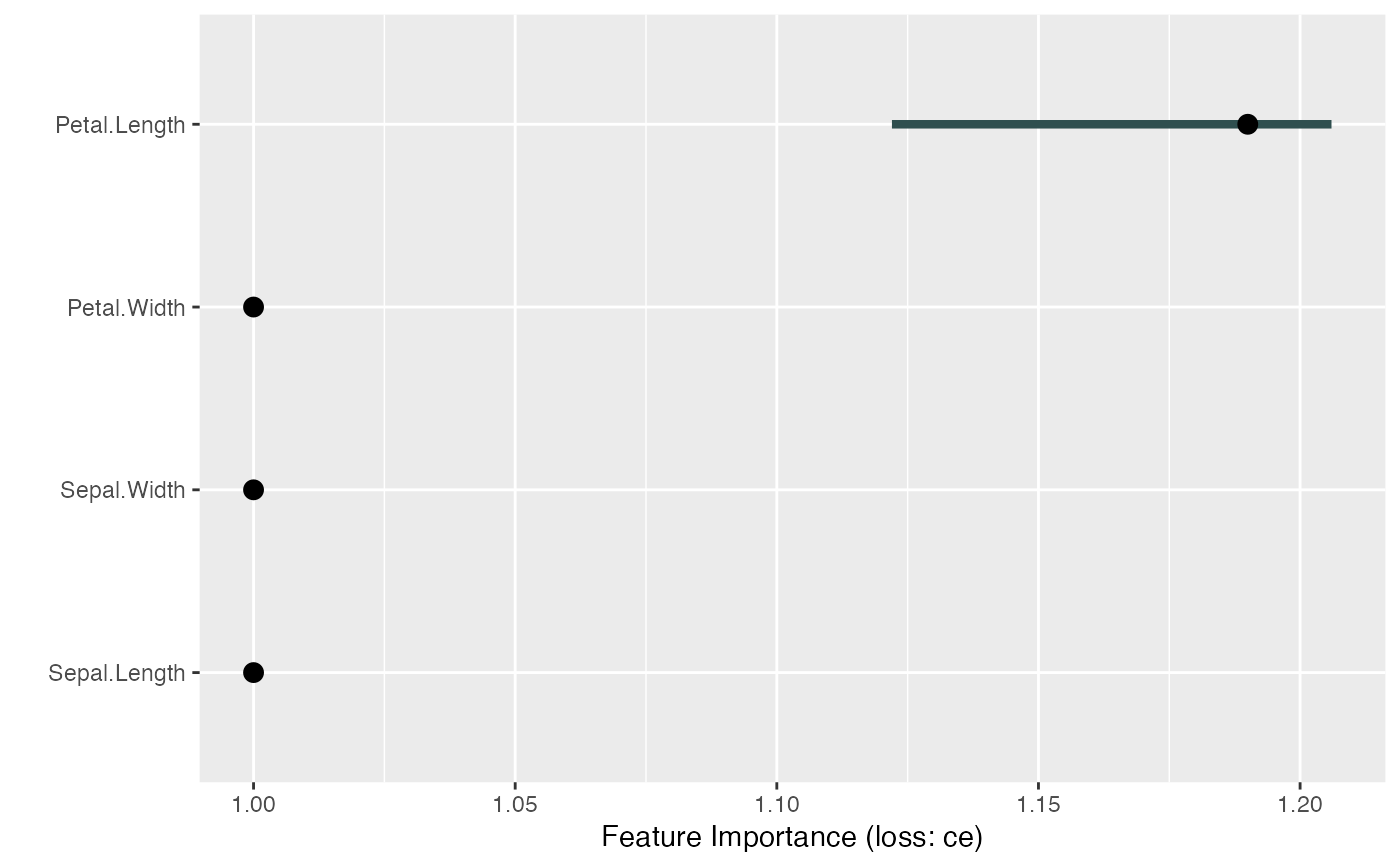 Petal.Length
Petal.Width
Sepal.Width
Sepal.Length
1.00 1.05 1.10 1.15 1.20
Feature Importance (loss: ce)